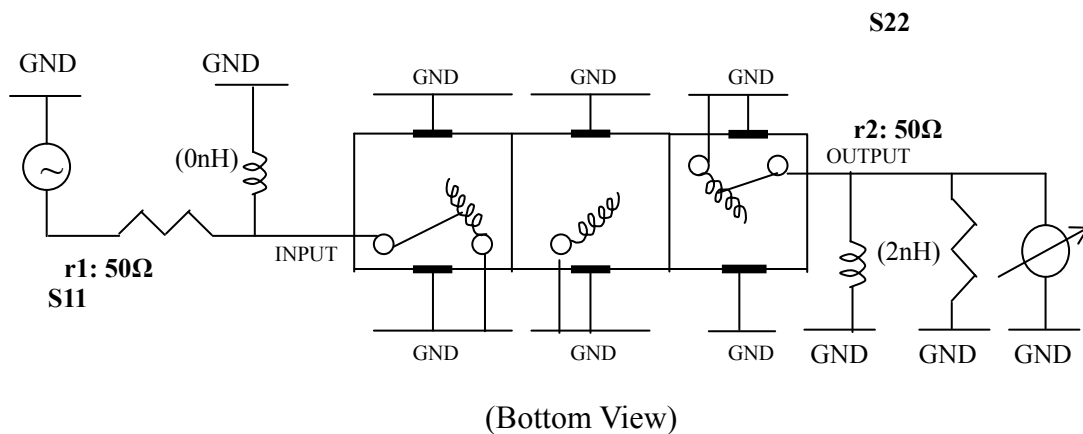 S22
GND
GND
GND
GND
GND
r2: 50Ω
OUTPUT
(0nH)
~
INPUT
(2nH)
r1: 50Ω
S11
GND
GND
GND
GND
GND
GND
(Bottom View)